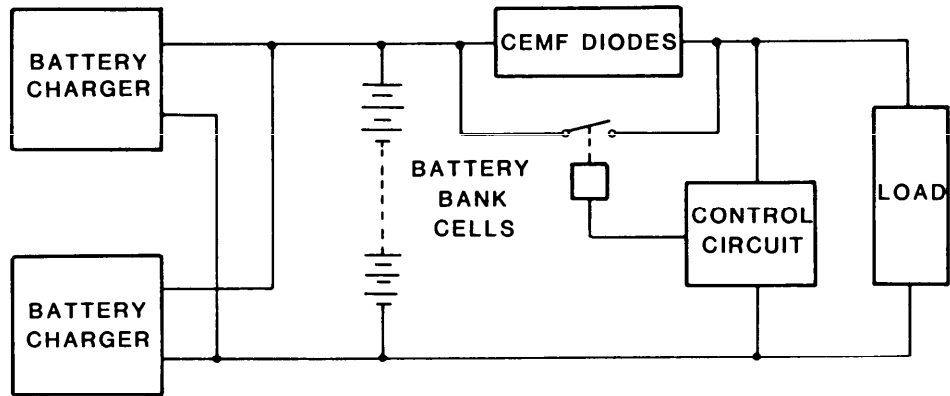 BATTERY
CHARGER
CEMF DIODES
BATTERY
BANK
CELLS
CONTROL
CIRCUIT
LOAD
BATTERY
CHARGER